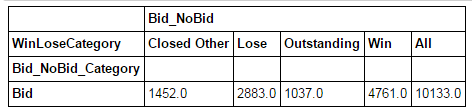 Bid_NoBid
WinLoseCategory Closed Other Lose Outstanding Win All
Bid_NoBid_Category
Bid 1452.0 2883.0 1037.0 4761.0 10133.0